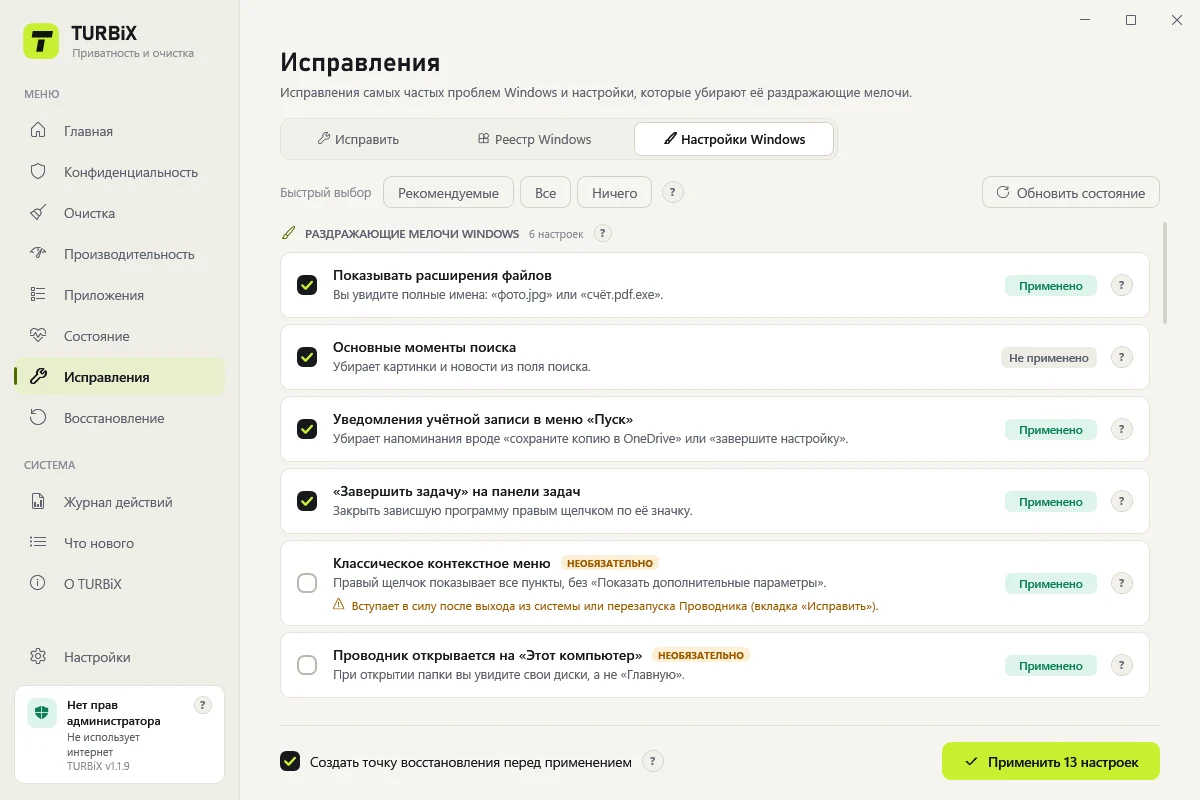 TURBiX
Приватность и очистка
МЕНЮ
Главная
Конфиденциальность
Очистка
Производительность
Приложения
Состояние
Исправления
Восстановление
СИСТЕМА
Журнал действий
Что нового
О TURBiX
Настройки
Нет прав администратора
?
Не использует интернет
TURBiX v1.1.9
Исправления
Исправления самых частых проблем Windows и настройки, которые убирают её раздражающие мелочи.
Исправить
Реестр Windows
Настройки Windows
Быстрый выбор
Рекомендуемые
Все
Ничего
?
Обновить состояние
РАЗДРАЖАЮЩИЕ МЕЛОЧИ WINDOWS 6 настроек ?
Показывать расширения файлов
Вы увидите полные имена: «фото.jpg» или «счёт.pdf.exe».
Применено ?
Основные моменты поиска
Убирает картинки и новости из поля поиска.
Не применено ?
Уведомления учётной записи в меню «Пуск»
Убирает напоминания вроде «сохраните копию в OneDrive» или «завершите настройку».
Применено ?
«Завершить задачу» на панели задач
Закрыть зависшую программу правым щелчком по её значку.
Применено ?
Классическое контекстное меню НЕОБЯЗАТЕЛЬНО
Правый щелчок показывает все пункты, без «Показать дополнительные параметры».
Вступает в силу после выхода из системы или перезапуска Проводника (вкладка «Исправить»).
Применено ?
Проводник открывается на «Этот компьютер» НЕОБЯЗАТЕЛЬНО
При открытии папки вы увидите свои диски, а не «Главную».
Применено ?
Создать точку восстановления перед применением ?
Применить 13 настроек